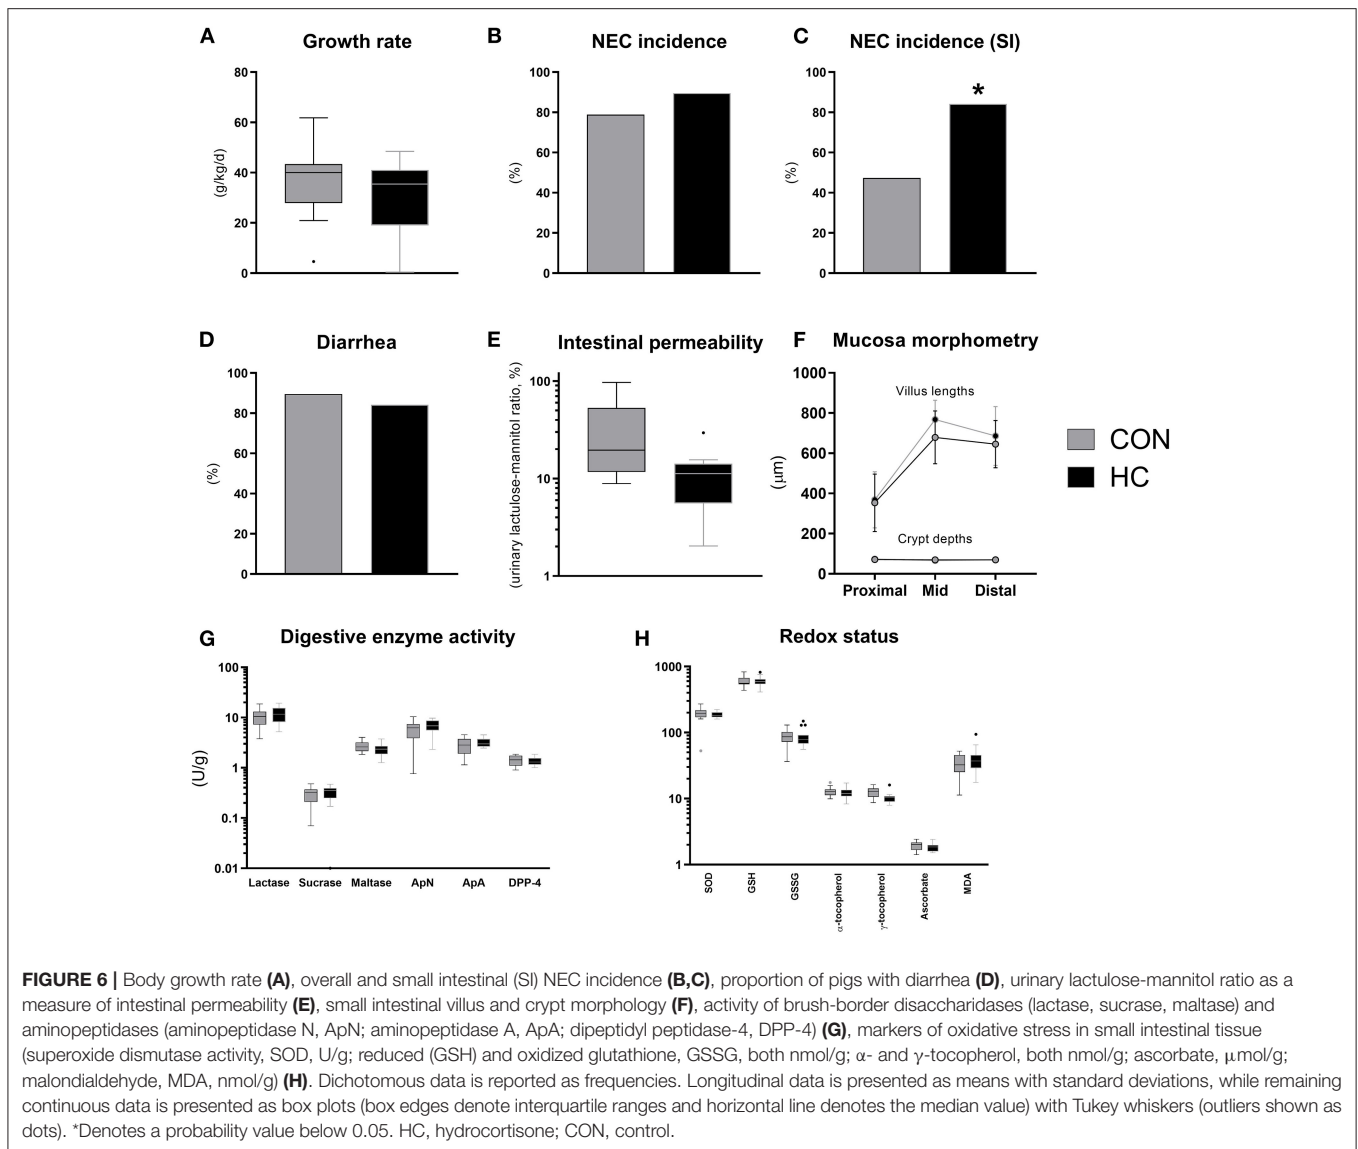 A
Growth rate
80
60
40
20
0
(g/kg/d)
B
NEC incidence
100
80
60
40
20
0
(%)
C
NEC incidence (SI)
100
80
60
40
20
0
(%)
*
D
Diarrhea
100
80
60
40
20
0
(%)
E
Intestinal permeability
100
10
1
(urinary lactulose-mannitol ratio, %)
F
Mucosa morphometry
1000
800
600
400
200
0
(μm)
Villus lengths
Crypt depths
Proximal Mid Distal
CON
HC
G
Digestive enzyme activity
100
10
1
0.1
0.01
(U/g)
Lactase Sucrase Maltase ApN ApA DPP-4
H
Redox status
1000
100
10
1
SOD
GSH
GSSG
α-tocopherol
γ-tocopherol
Ascorbate
MDA
FIGURE 6 | Body growth rate (A), overall and small intestinal (SI) NEC incidence (B,C), proportion of pigs with diarrhea (D), urinary lactulose-mannitol ratio as a
measure of intestinal permeability (E), small intestinal villus and crypt morphology (F), activity of brush-border disaccharidases (lactase, sucrase, maltase) and
aminopeptidases (aminopeptidase N, ApN; aminopeptidase A, ApA; dipeptidyl peptidase-4, DPP-4) (G), markers of oxidative stress in small intestinal tissue
(superoxide dismutase activity, SOD, U/g; reduced (GSH) and oxidized glutathione, GSSG, both nmol/g; α- and γ-tocopherol, both nmol/g; ascorbate, μmol/g;
malondialdehyde, MDA, nmol/g) (H). Dichotomous data is reported as frequencies. Longitudinal data is presented as means with standard deviations, while remaining
continuous data is presented as box plots (box edges denote interquartile ranges and horizontal line denotes the median value) with Tukey whiskers (outliers shown as
dots). *Denotes a probability value below 0.05. HC, hydrocortisone; CON, control.